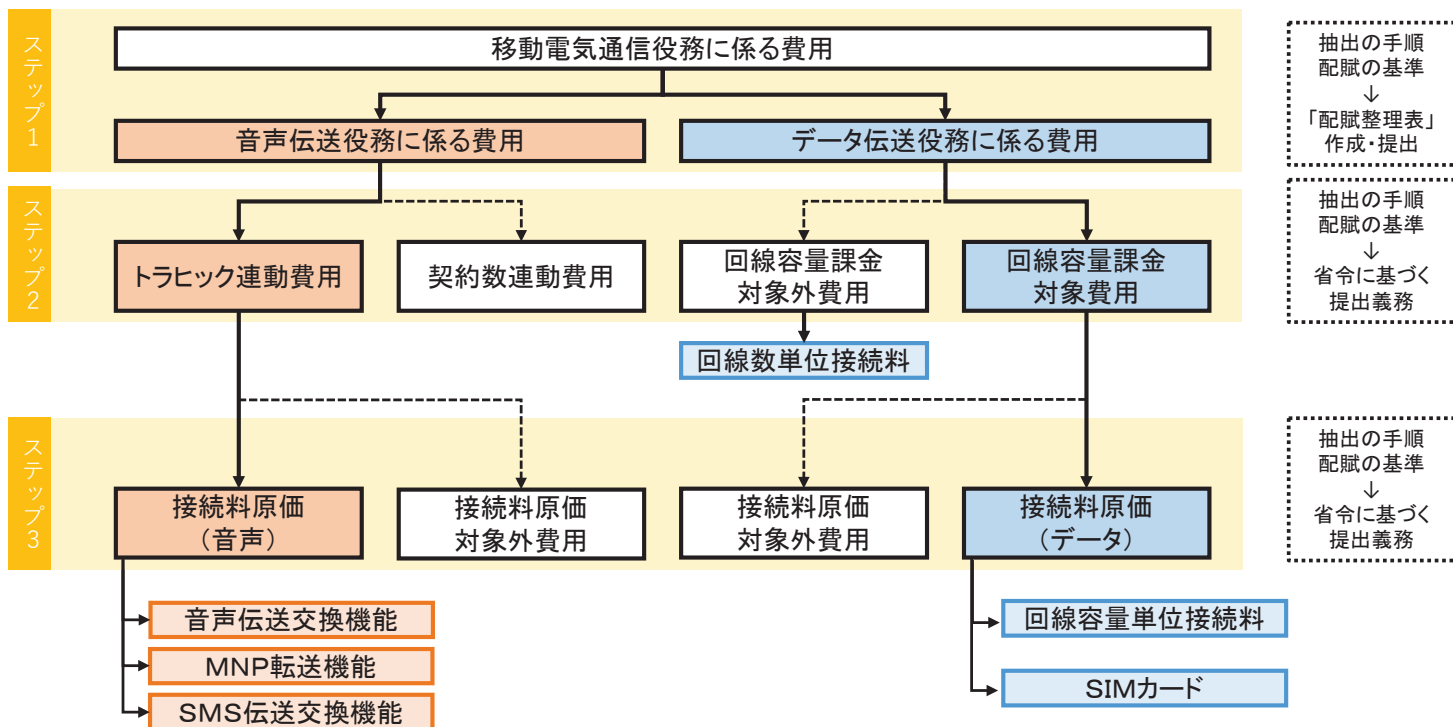 ステップ1
移動電気通信役務に係る費用
音声伝送役務に係る費用
データ伝送役務に係る費用
抽出の手順
配賦の基準
↓
「配賦整理表」
作成・提出
ステップ2
トラヒック連動費用
契約数連動費用
回線容量課金
対象外費用
回線容量課金
対象費用
回線数単位接続料
抽出の手順
配賦の基準
↓
省令に基づく
提出義務
ステップ3
接続料原価
（音声）
接続料原価
対象外費用
接続料原価
対象外費用
接続料原価
（データ）
抽出の手順
配賦の基準
↓
省令に基づく
提出義務
音声伝送交換機能
MNP転送機能
SMS伝送交換機能
回線容量単位接続料
SIMカード